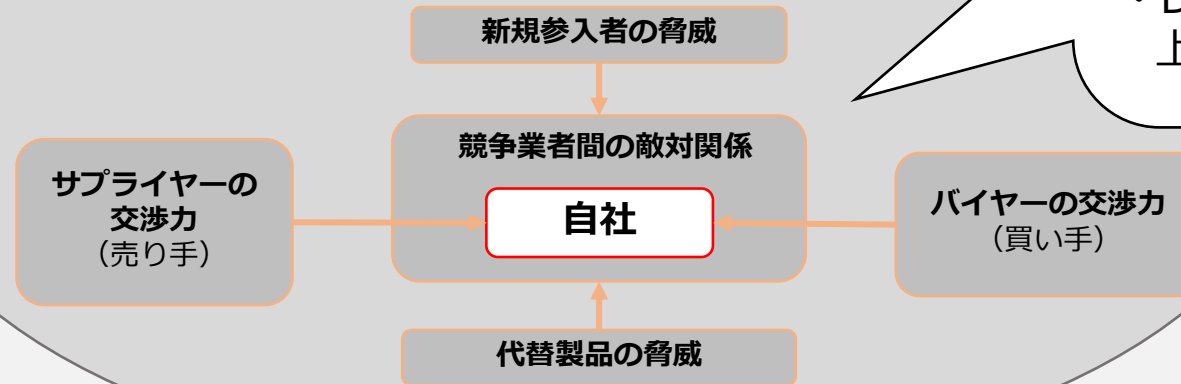 新規参入者の脅威
・レ
上
競争業者間の敵対関係
サプライヤーの
交渉力
（売り手）
自社
バイヤーの交渉力
（買い手）
代替製品の脅威